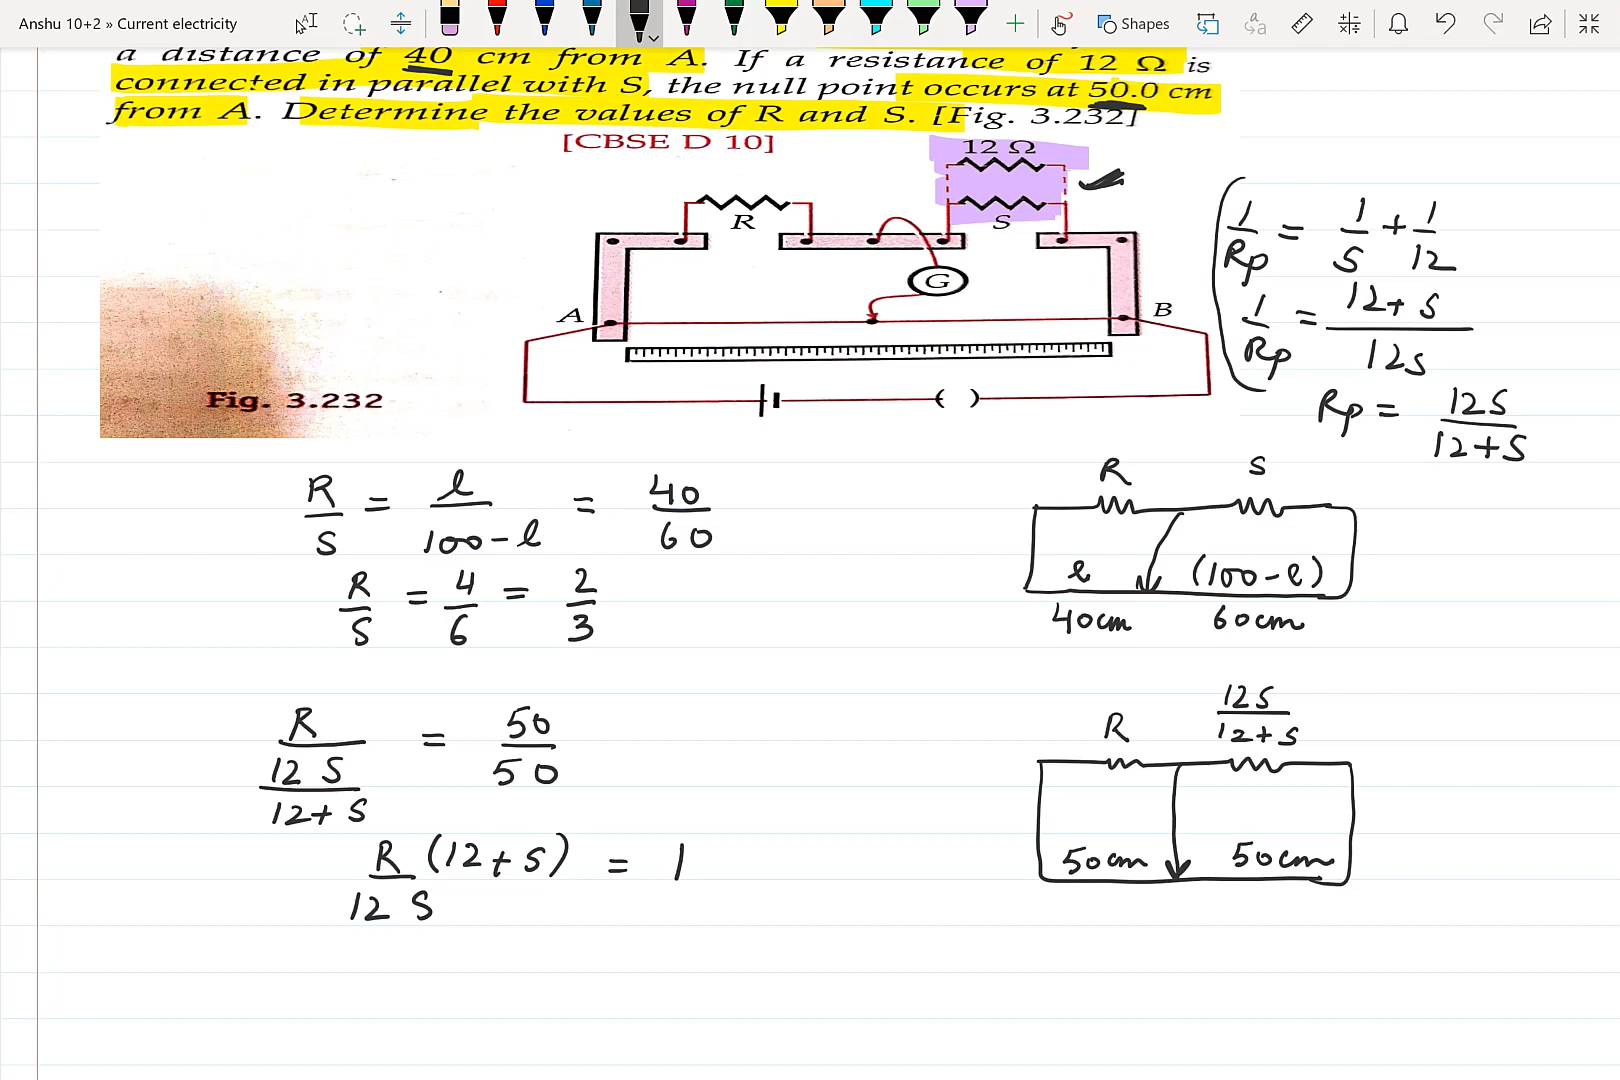 Anshu 10+2 » Current electricity
Shapes
a distance of 40 cm from A. If a resistance of 12 Ω is
connected in parallel with S, the null point occurs at 50.0 cm
from A. Determine the values of R and S. [Fig. 3.232]
[CBSE D 10]
12 Ω
R
S
G
A
B
Fig. 3.232
1/Rp = 1/S + 1/12
1/Rp = 12+S/12S
Rp = 12S/12+S
R/S = l/100-l = 40/60
R/S = 4/6 = 2/3
R S
l (100-l)
40cm 60cm
R/(12 S/12+S) = 50/50
R/12 S (12+S) = 1
R 12S/12+S
50cm 50cm